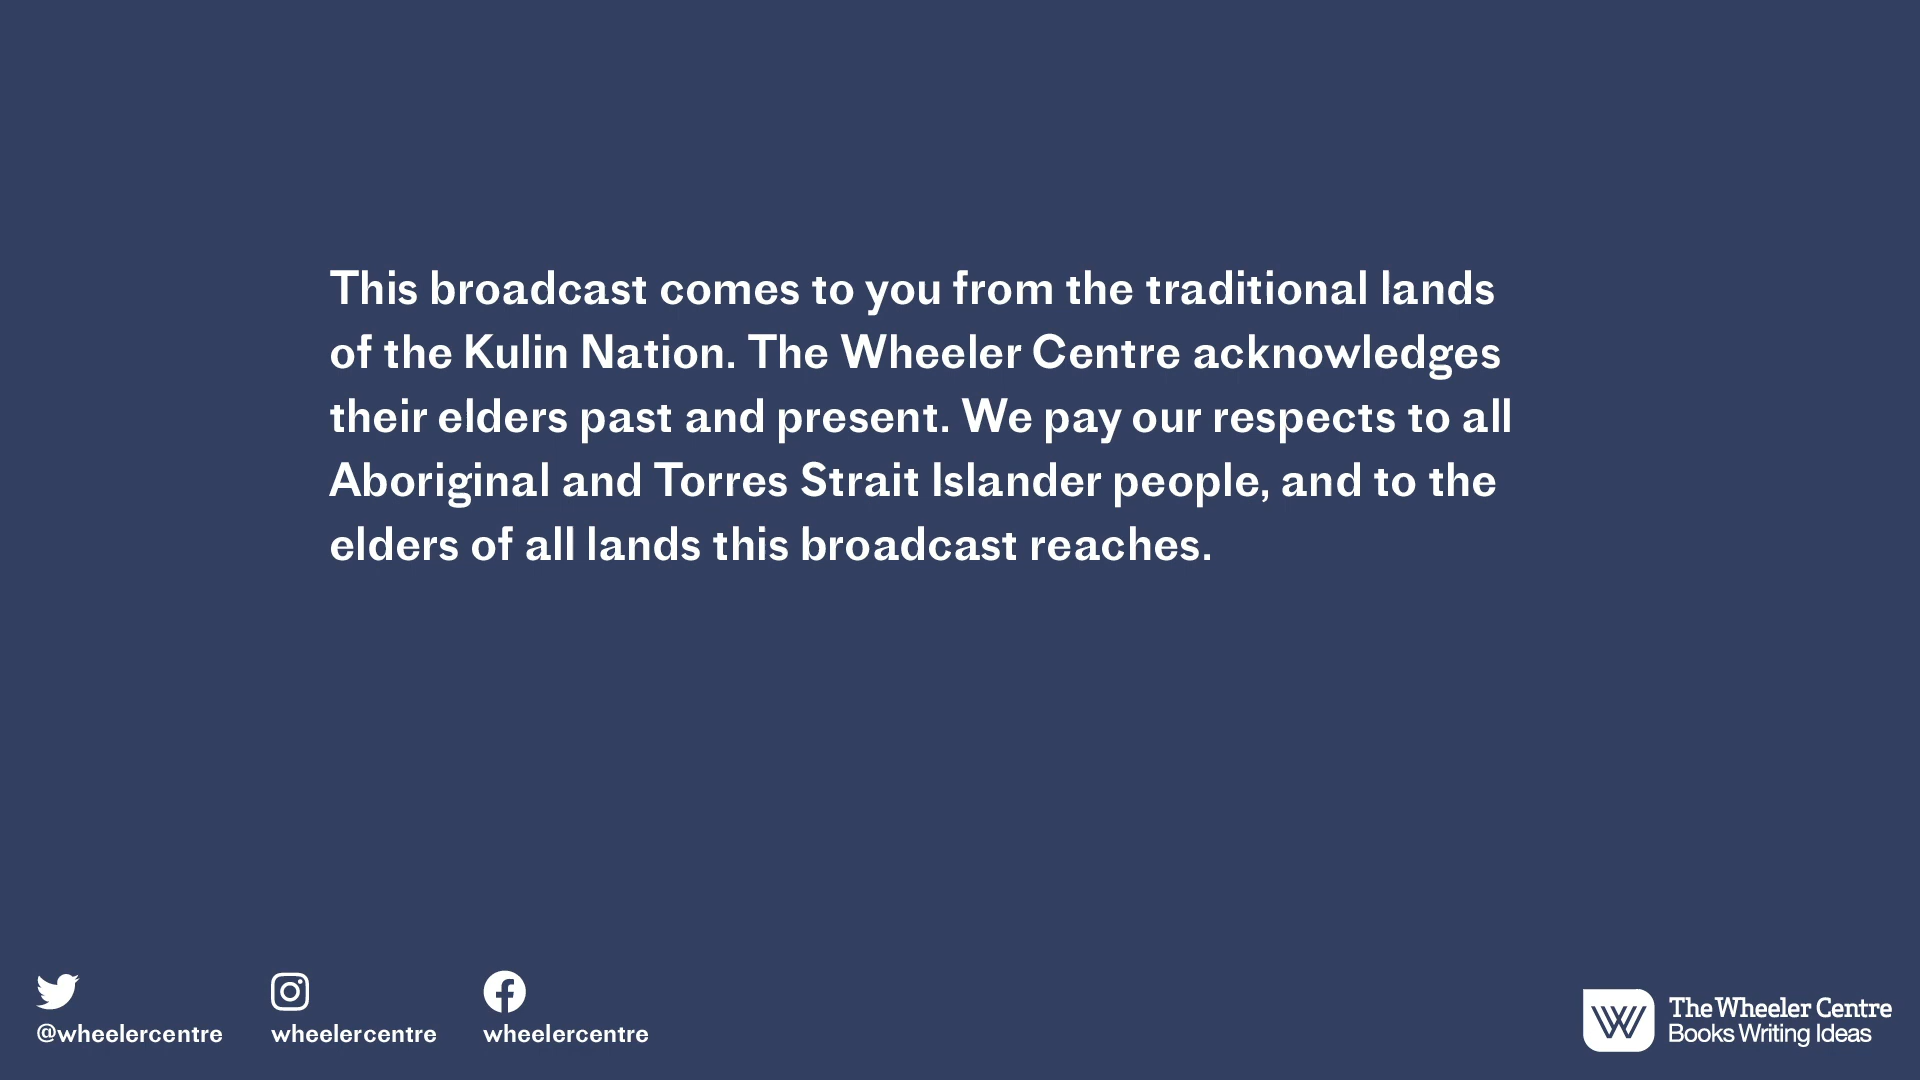 This broadcast comes to you from the traditional lands
of the Kulin Nation. The Wheeler Centre acknowledges
their elders past and present. We pay our respects to all
Aboriginal and Torres Strait Islander people, and to the
elders of all lands this broadcast reaches.
@wheelercentre
wheelercentre
wheelercentre
The Wheeler Centre
Books Writing Ideas